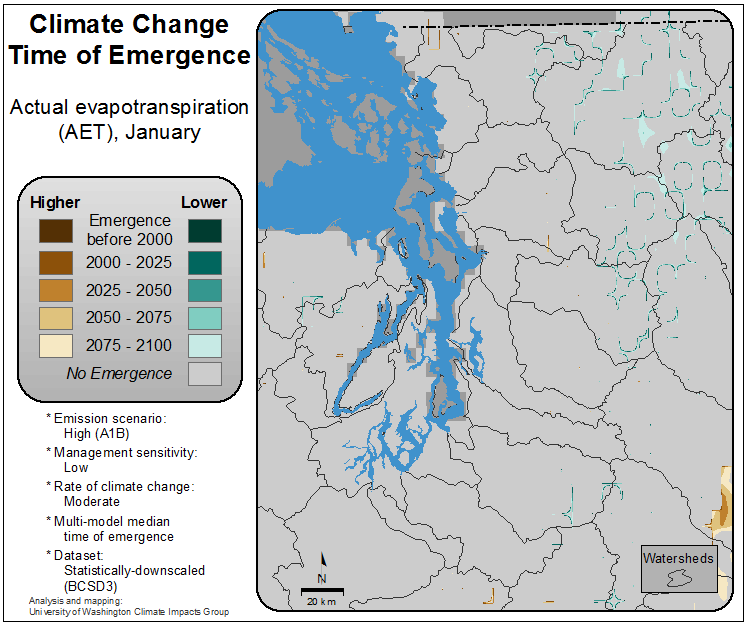 Climate Change
Time of Emergence
Actual evapotranspiration
(AET), January
Higher Lower
Emergence
before 2000
2000 - 2025
2025 - 2050
2050 - 2075
2075 - 2100
No Emergence
* Emission scenario:
High (A1B)
* Management sensitivity:
Low
* Rate of climate change:
Moderate
* Multi-model median
time of emergence
* Dataset:
Statistically-downscaled
(BCSD3)
Analysis and mapping:
University of Washington Climate Impacts Group
N
20 km
Watersheds